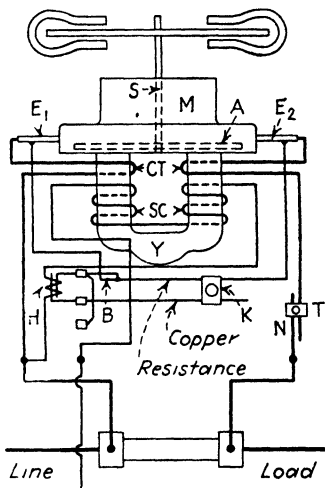 S M A
E1 E2
CT
SC
Y
H B K T
N
Copper
Resistance
Line Load